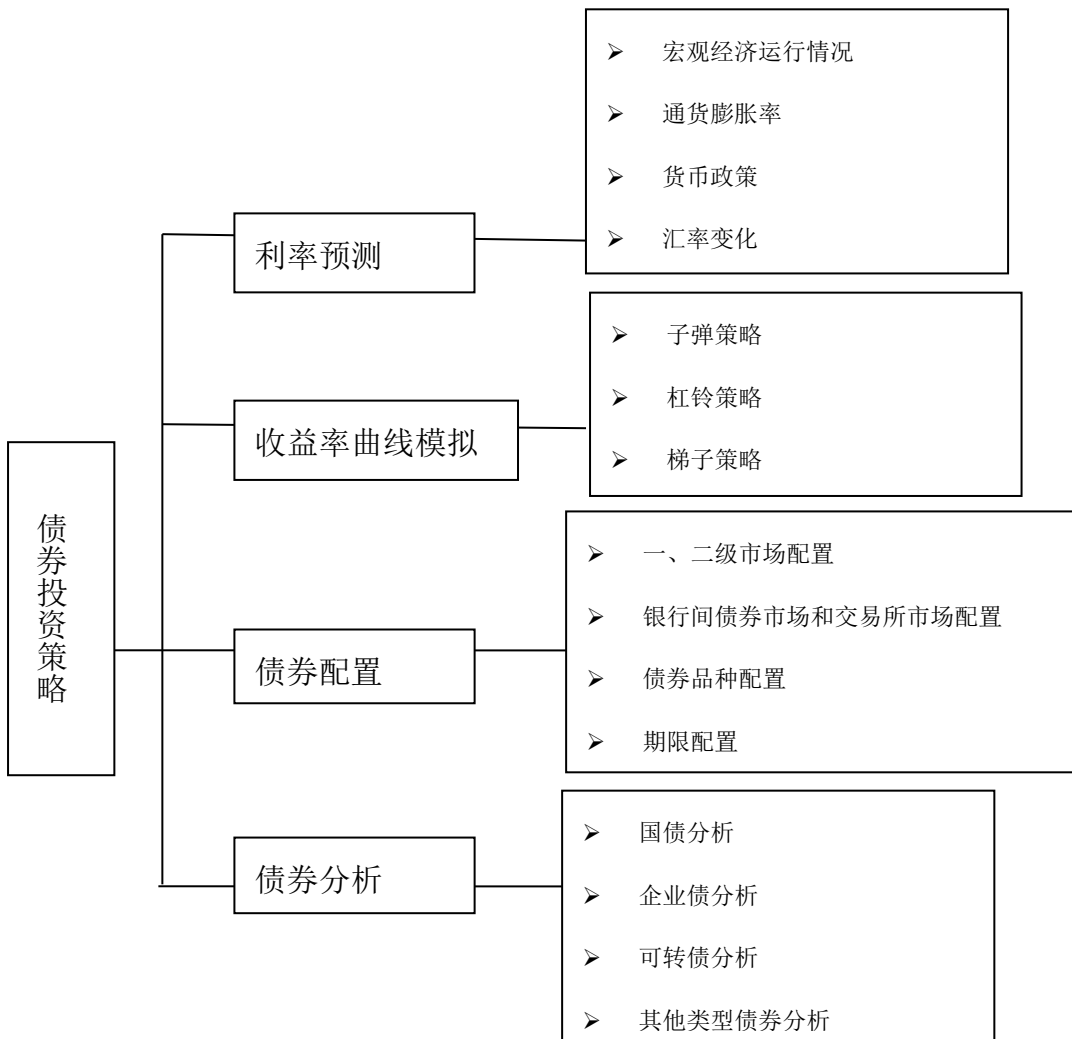 债券投资策略
利率预测
➢ 宏观经济运行情况
➢ 通货膨胀率
➢ 货币政策
➢ 汇率变化
收益率曲线模拟
➢ 子弹策略
➢ 杠铃策略
➢ 梯子策略
债券配置
➢ 一、二级市场配置
➢ 银行间债券市场和交易所市场配置
➢ 债券品种配置
➢ 期限配置
债券分析
➢ 国债分析
➢ 企业债分析
➢ 可转债分析
➢ 其他类型债券分析